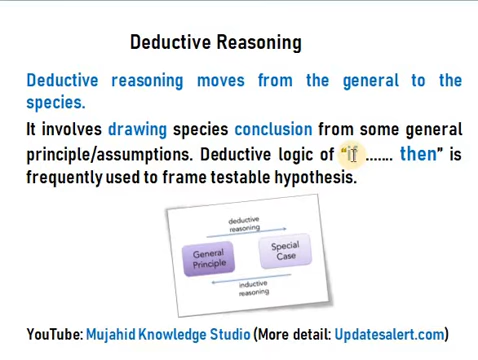 Deductive Reasoning
Deductive reasoning moves from the general to the
species.
It involves drawing species conclusion from some general
principle/assumptions. Deductive logic of “if ....... then” is
frequently used to frame testable hypothesis.
deductive
reasoning
General
Principle
Special
Case
inductive
reasoning
YouTube: Mujahid Knowledge Studio (More detail: Updatesalert.com)